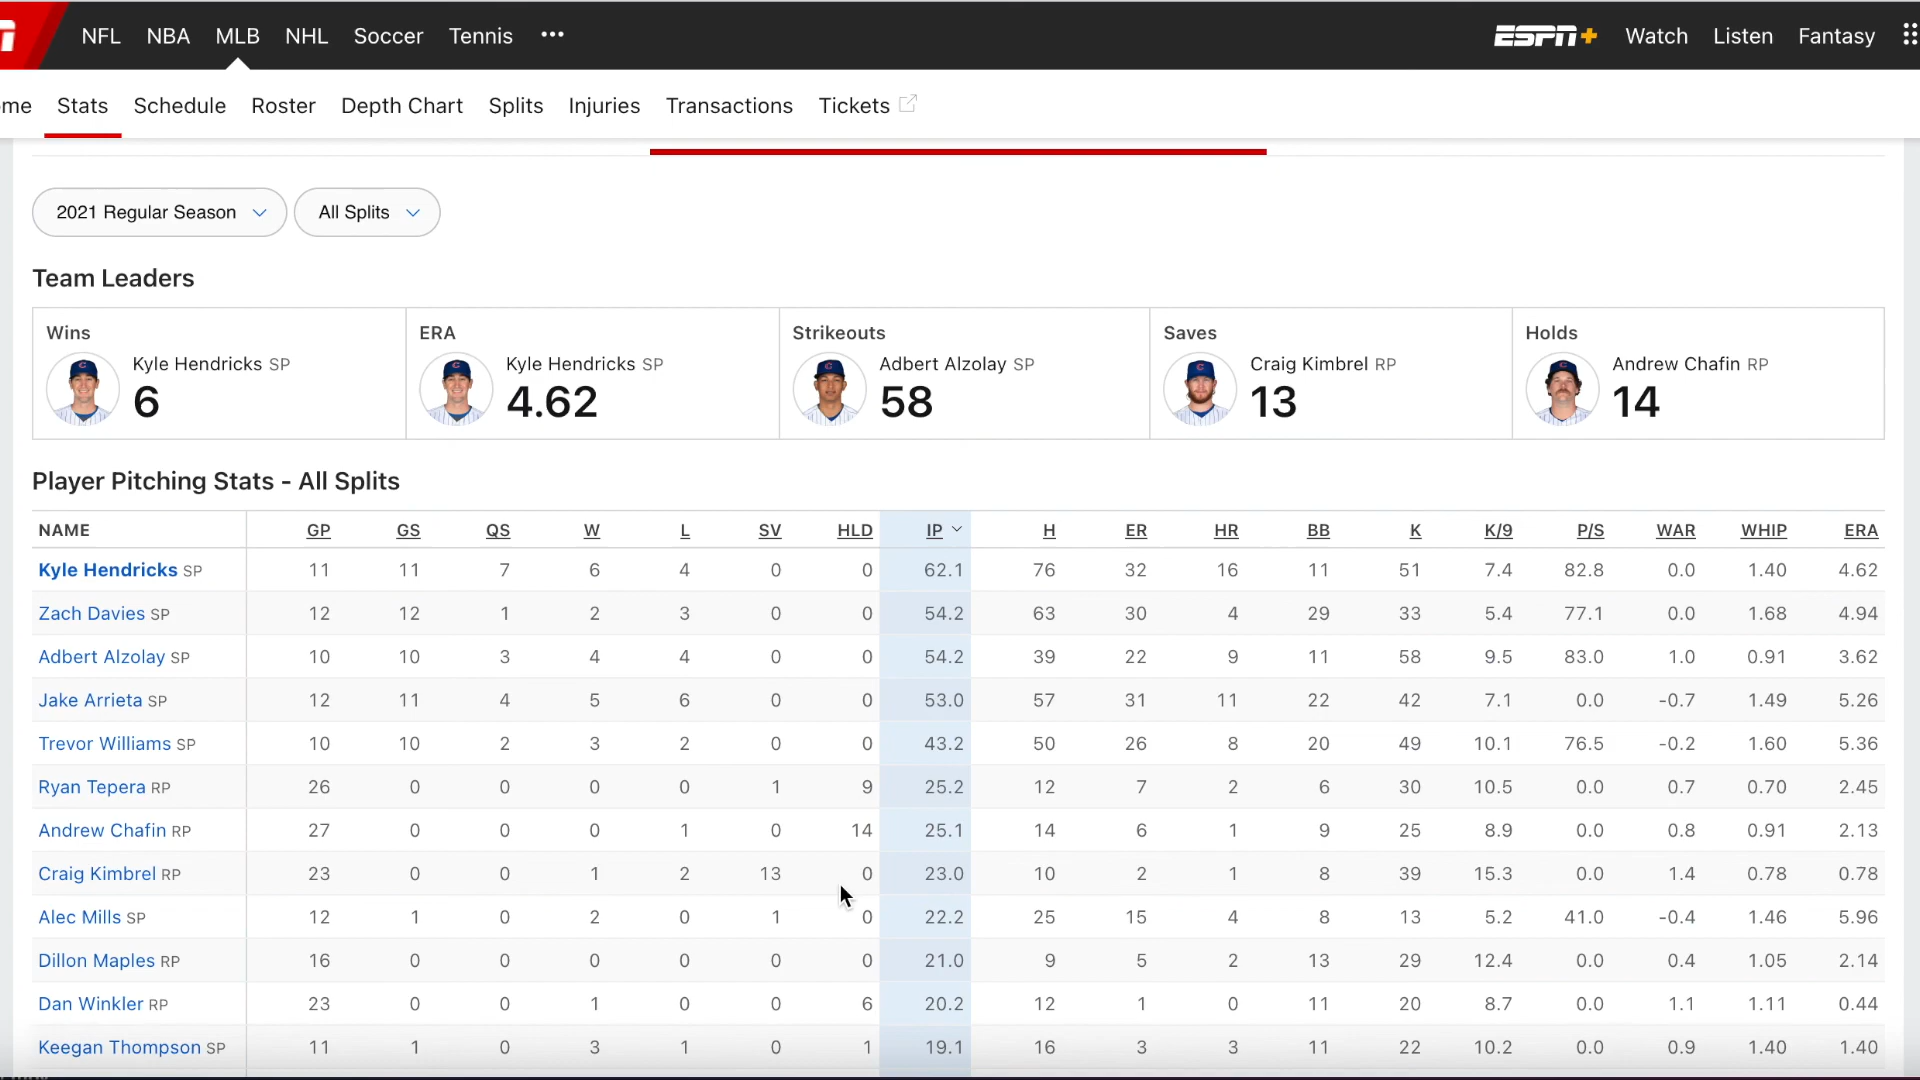 NFL NBA MLB NHL Soccer Tennis ••• ESPN+ Watch Listen Fantasy
me Stats Schedule Roster Depth Chart Splits Injuries Transactions Tickets
2021 Regular Season All Splits
Team Leaders
Wins ERA Strikeouts Saves Holds
Kyle Hendricks SP Kyle Hendricks SP Adbert Alzolay SP Craig Kimbrel RP Andrew Chafin RP
6 4.62 58 13 14
Player Pitching Stats - All Splits
NAME GP GS QS W L SV HLD IP H ER HR BB K K/9 P/S WAR WHIP ERA
Kyle Hendricks SP 11 11 7 6 4 0 0 62.1 76 32 16 11 51 7.4 82.8 0.0 1.40 4.62
Zach Davies SP 12 12 1 2 3 0 0 54.2 63 30 4 29 33 5.4 77.1 0.0 1.68 4.94
Adbert Alzolay SP 10 10 3 4 4 0 0 54.2 39 22 9 11 58 9.5 83.0 1.0 0.91 3.62
Jake Arrieta SP 12 11 4 5 6 0 0 53.0 57 31 11 22 42 7.1 0.0 -0.7 1.49 5.26
Trevor Williams SP 10 10 2 3 2 0 0 43.2 50 26 8 20 49 10.1 76.5 -0.2 1.60 5.36
Ryan Tepera RP 26 0 0 0 0 1 9 25.2 12 7 2 6 30 10.5 0.0 0.7 0.70 2.45
Andrew Chafin RP 27 0 0 0 1 0 14 25.1 14 6 1 9 25 8.9 0.0 0.8 0.91 2.13
Craig Kimbrel RP 23 0 0 1 2 13 0 23.0 10 2 1 8 39 15.3 0.0 1.4 0.78 0.78
Alec Mills SP 12 1 0 2 0 1 0 22.2 25 15 4 8 13 5.2 41.0 -0.4 1.46 5.96
Dillon Maples RP 16 0 0 0 0 0 0 21.0 9 5 2 13 29 12.4 0.0 0.4 1.05 2.14
Dan Winkler RP 23 0 0 1 0 0 6 20.2 12 1 0 11 20 8.7 0.0 1.1 1.11 0.44
Keegan Thompson SP 11 1 0 3 1 0 1 19.1 16 3 3 11 22 10.2 0.0 0.9 1.40 1.40